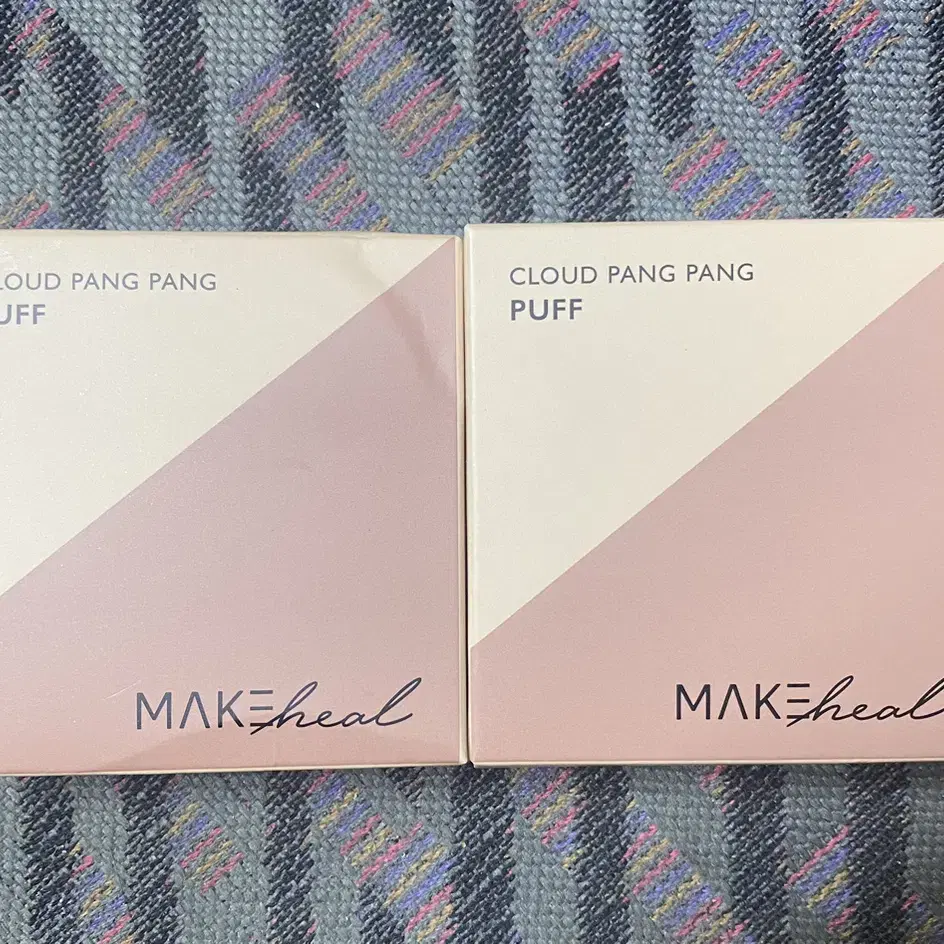 LOUD PANG PANG
UFF
MAKEheal
CLOUD PANG PANG
PUFF
MAKEheal